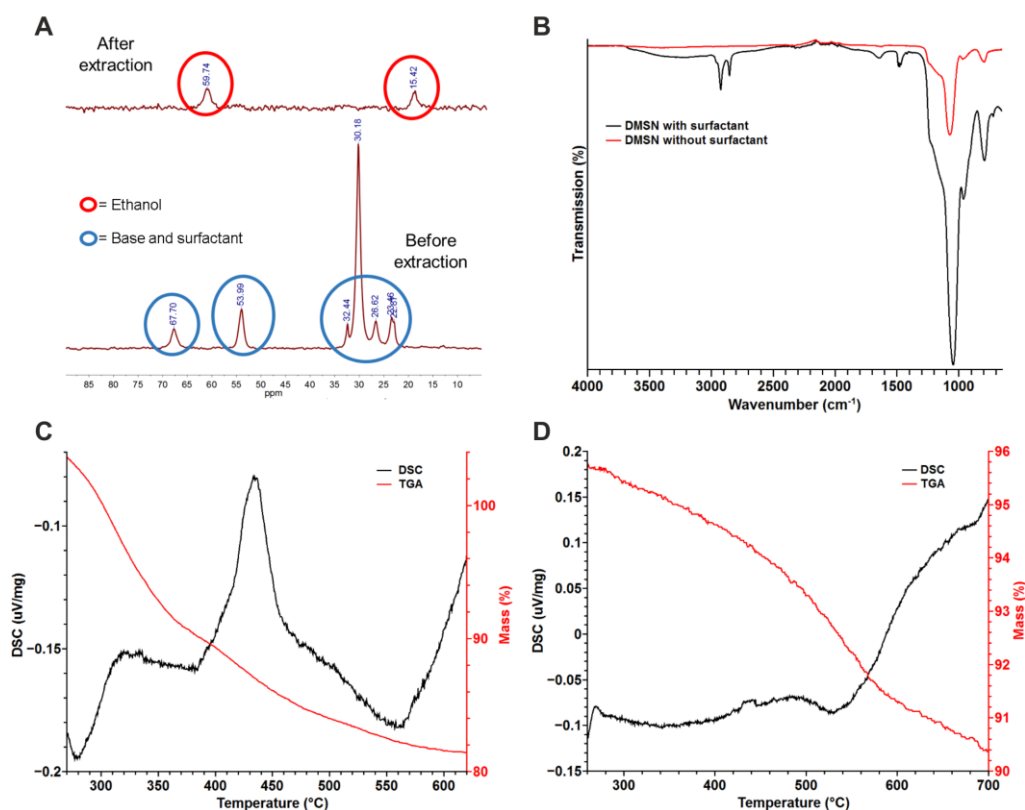 A
After
extraction
59.74
15.42
30.18
= Ethanol
= Base and surfactant
Before
extraction
67.70
53.99
32.44
26.62
23.46
85 80 75 70 65 60 55 50 45 40 35 30 25 20 15 10
ppm
B
DMSN with surfactant
DMSN without surfactant
Transmission (%)
4000 3000 2000 1000
Wavenumber (cm⁻¹)
C
DSC
TGA
−0.1
−0.15
−0.2
DSC (uV/mg)
100
90
80
Mass (%)
300 350 400 450 500 550 600
Temperature (°C)
D
DSC
TGA
0.2
0.15
0.1
0.05
0
−0.05
−0.1
−0.15
DSC (uV/mg)
96
95
94
93
92
91
90
Mass (%)
300 400 500 600 700
Temperature (°C)